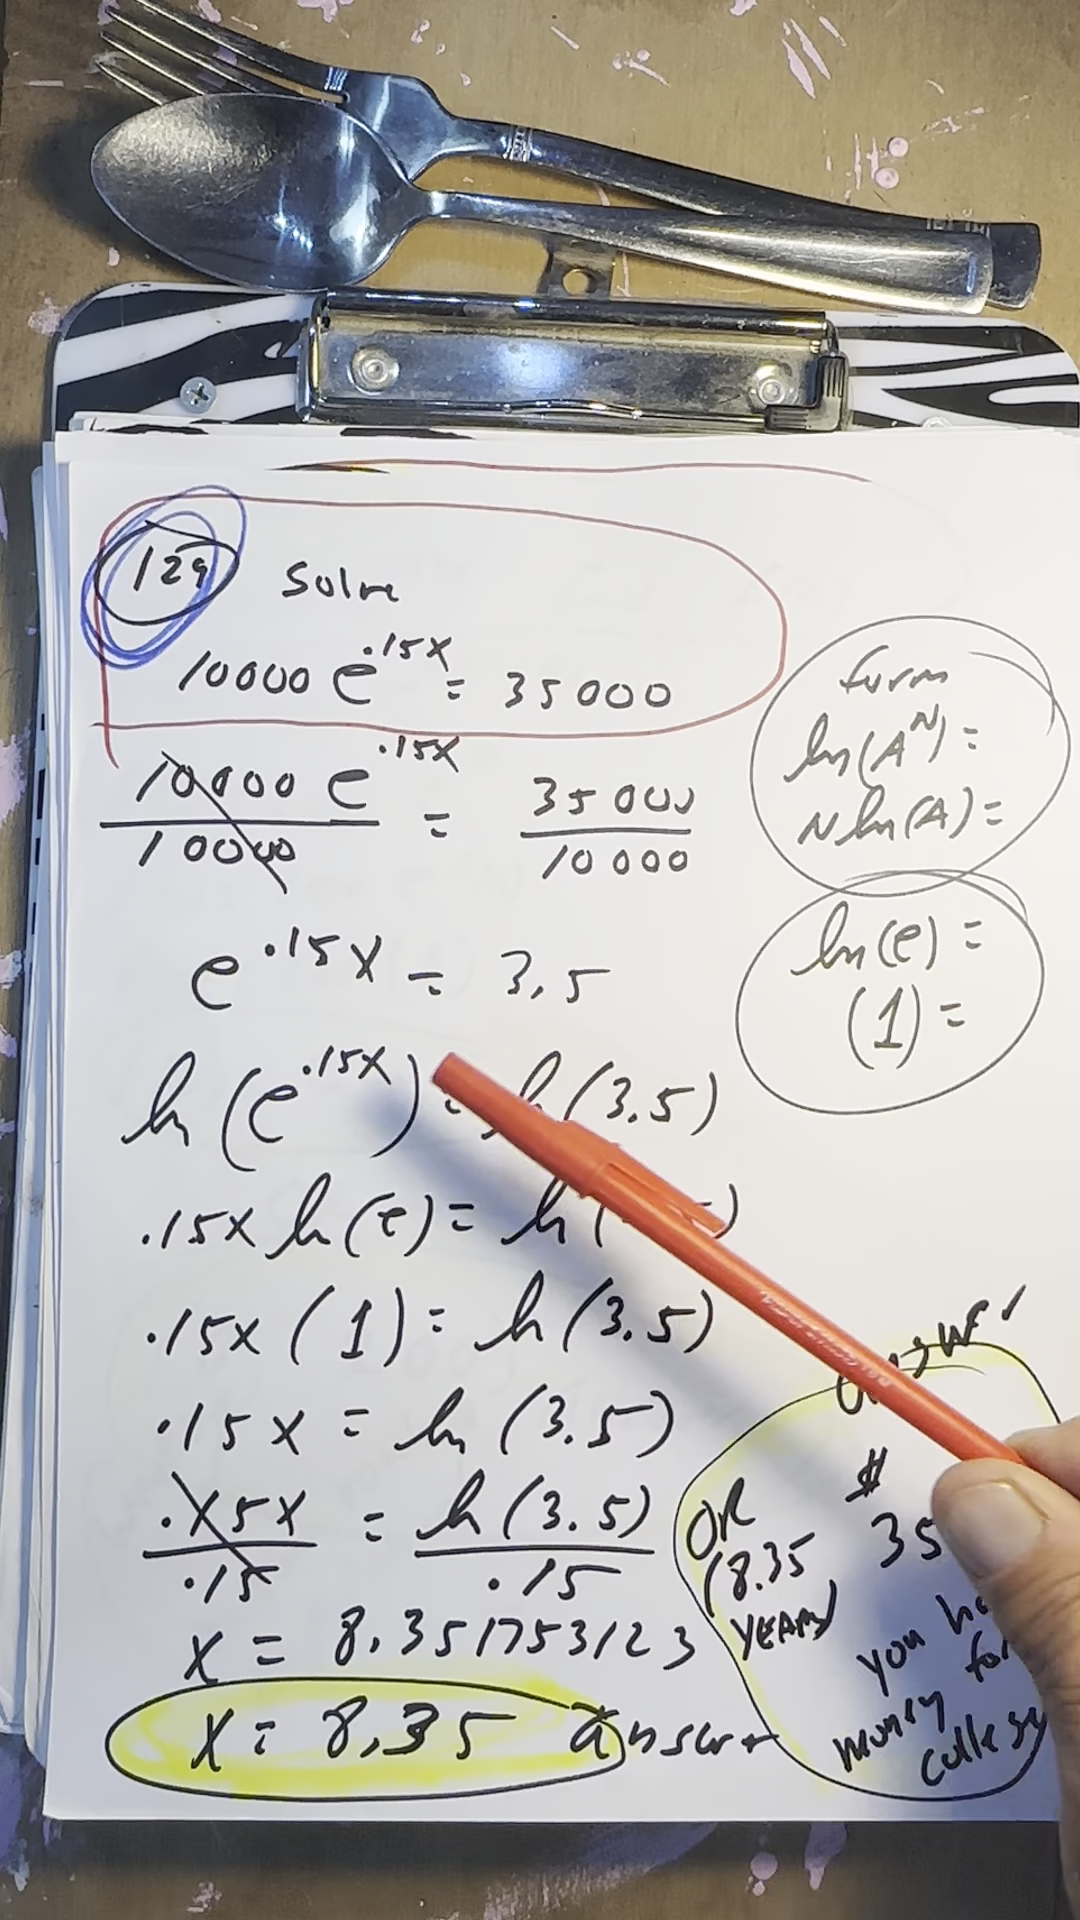 129 Solve
10000 e^.15x = 35000
10000 e^.15x / 10000 = 35000 / 10000
e^.15x = 3.5
ln(e^.15x) = ln(3.5)
.15x ln(e) = ln(
.15x (1) = ln(3.5)
.15x = ln(3.5)
.15x / .15 = ln(3.5) / .15
x = 8.351753123
x = 8.35 answer
form
ln(A^N) =
N ln(A) =
ln(e) =
(1) =
OR
(8.35
YEARS)
$
35
you
money for
college